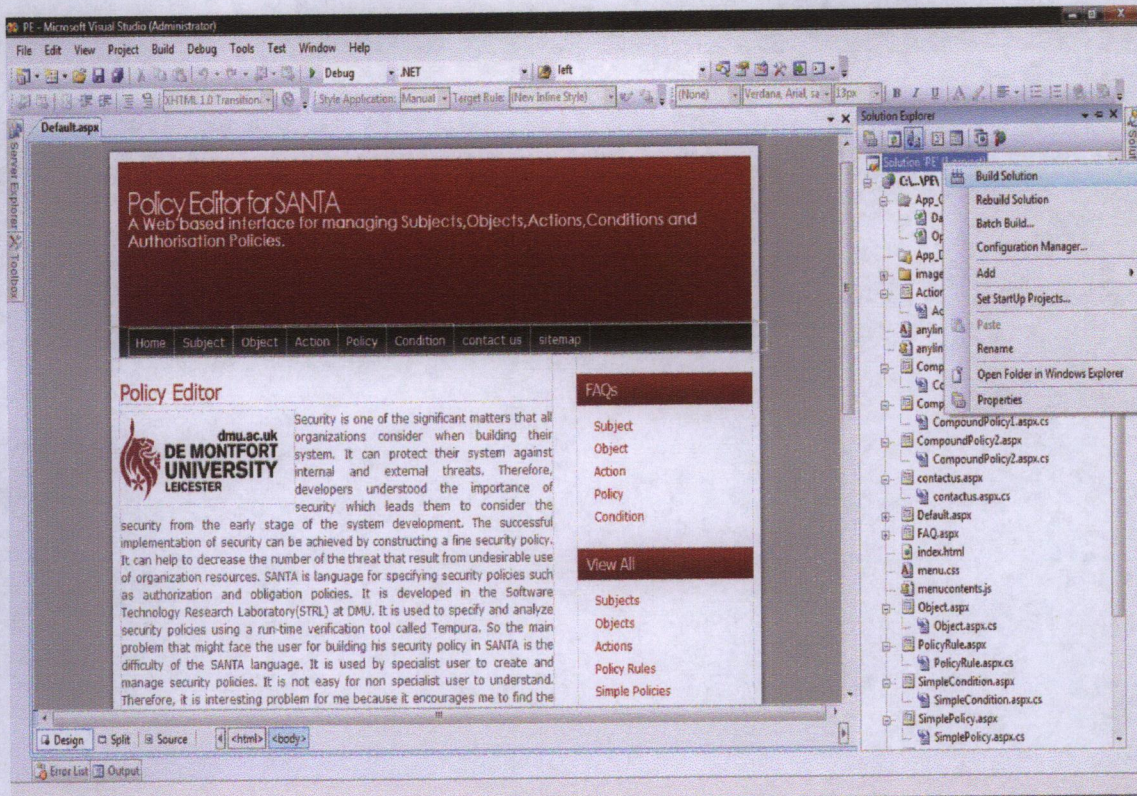 PE - Microsoft Visual Studio (Administrator)
File Edit View Project Build Debug Tools Test Window Help
Debug .NET left
XHTML 1.0 Transition Style Application: Manual Target Rule: (New Inline Style) (None) Verdana, Arial, sa 13px B I U A
Server Explorer
Toolbox
Default.aspx
Policy Editor for SANTA
A Web based interface for managing Subjects,Objects,Actions,Conditions and
Authorisation Policies.
Home Subject Object Action Policy Condition contact us sitemap
Policy Editor
dmu.ac.uk
DE MONTFORT
UNIVERSITY
LEICESTER
Security is one of the significant matters that all
organizations consider when building their
system. It can protect their system against
internal and external threats. Therefore,
developers understood the importance of
security which leads them to consider the
security from the early stage of the system development. The successful
implementation of security can be achieved by constructing a fine security policy.
It can help to decrease the number of the threat that result from undesirable use
of organization resources. SANTA is language for specifying security policies such
as authorization and obligation policies. It is developed in the Software
Technology Research Laboratory(STRL) at DMU. It is used to specify and analyze
security policies using a run-time verification tool called Tempura. So the main
problem that might face the user for building his security policy in SANTA is the
difficulty of the SANTA language. It is used by specialist user to create and
manage security policies. It is not easy for non specialist user to understand.
Therefore, it is interesting problem for me because it encourages me to find the
FAQs
Subject
Object
Action
Policy
Condition
View All
Subjects
Objects
Actions
Policy Rules
Simple Policies
Design Split Source <html> <body>
Error List Output
Solution Explorer
Solution 'PE'
C:\...\PE\
App_
Da
Op
App_D
image
Action
Ac
anylin
anylin
Comp
Co
Comp
CompoundPolicy1.aspx.cs
CompoundPolicy2.aspx
CompoundPolicy2.aspx.cs
contactus.aspx
contactus.aspx.cs
Default.aspx
FAQ.aspx
index.html
menu.css
menucontents.js
Object.aspx
Object.aspx.cs
PolicyRule.aspx
PolicyRule.aspx.cs
SimpleCondition.aspx
SimpleCondition.aspx.cs
SimplePolicy.aspx
SimplePolicy.aspx.cs
Build Solution
Rebuild Solution
Batch Build...
Configuration Manager...
Add
Set StartUp Projects...
Paste
Rename
Open Folder in Windows Explorer
Properties
Solut